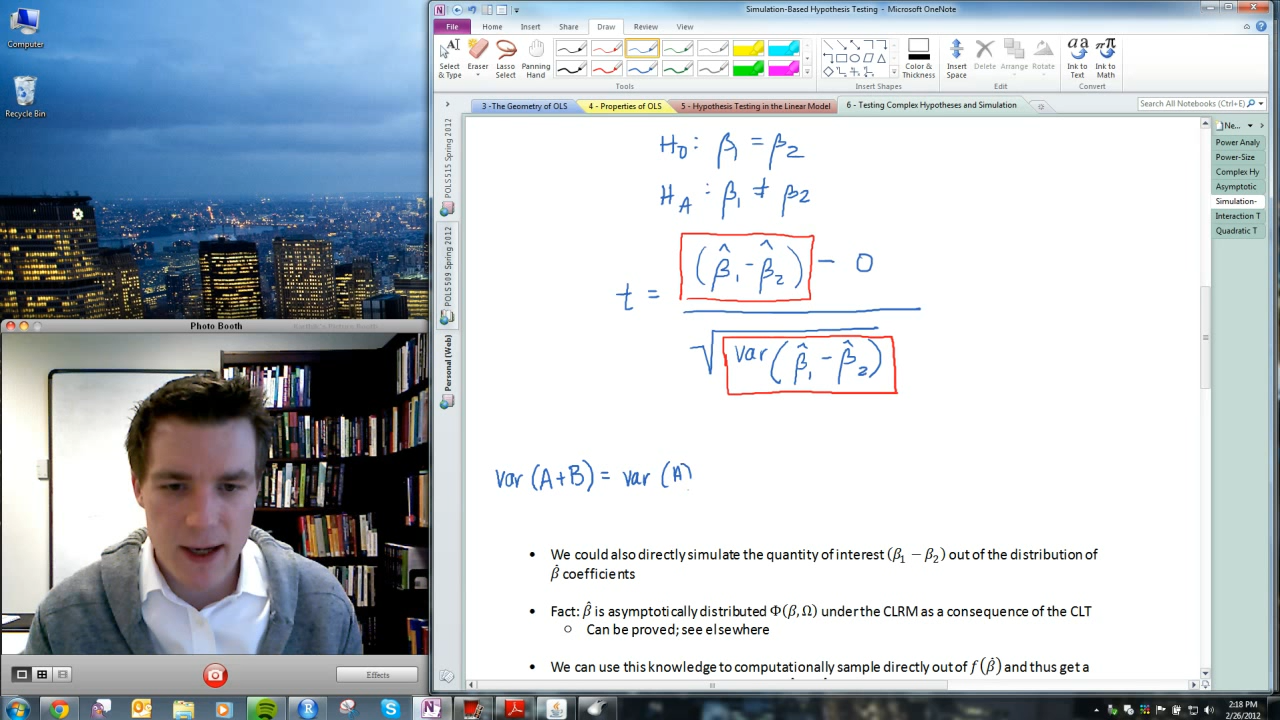 Simulation-Based Hypothesis Testing - Microsoft OneNote
File Home Insert Share Draw Review View
Select & Type
Eraser
Lasso Select
Panning Hand
Color & Thickness
Insert Space
Delete
Arrange
Rotate
Ink to Text
Ink to Math
Tools
Insert Shapes
Edit
Convert
3 -The Geometry of OLS
4 - Properties of OLS
5 - Hypothesis Testing in the Linear Model
6 - Testing Complex Hypotheses and Simulation
Search All Notebooks (Ctrl+E)
Computer
Recycle Bin
POLS 515 Spring 2012
POLS 509 Spring 2012
Personal (Web)
Ne...
Power Analy
Power-Size
Complex Hy
Asymptotic
Simulation-
Interaction T
Quadratic T
H0: β1 = β2
HA: β1 ≠ β2
(β̂1 - β̂2) - 0
t =
√var(β̂1 - β̂2)
var (A+B) = var (A)
• We could also directly simulate the quantity of interest (β1 − β2) out of the distribution of
β̂ coefficients
• Fact: β̂ is asymptotically distributed Φ(β, Ω) under the CLRM as a consequence of the CLT
○ Can be proved; see elsewhere
• We can use this knowledge to computationally sample directly out of f(β̂) and thus get a
Photo Booth
Effects
2:18 PM
2/26/2012